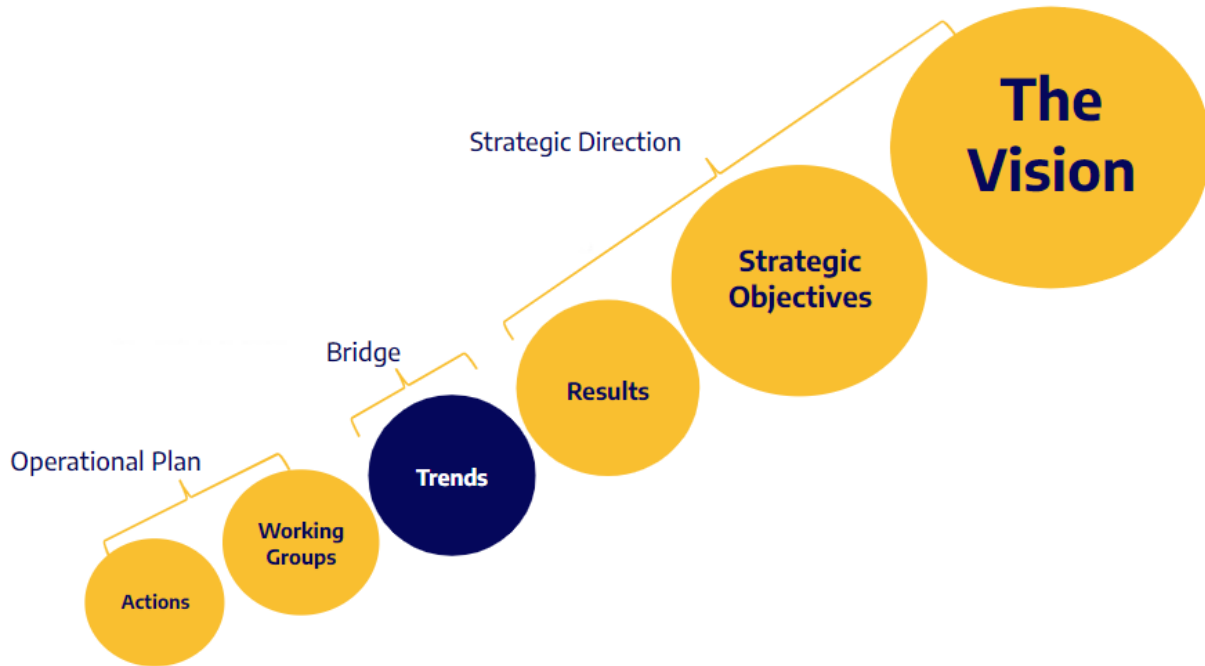 The
Vision
Strategic Direction
Strategic
Objectives
Bridge
Results
Operational Plan
Trends
Working
Groups
Actions